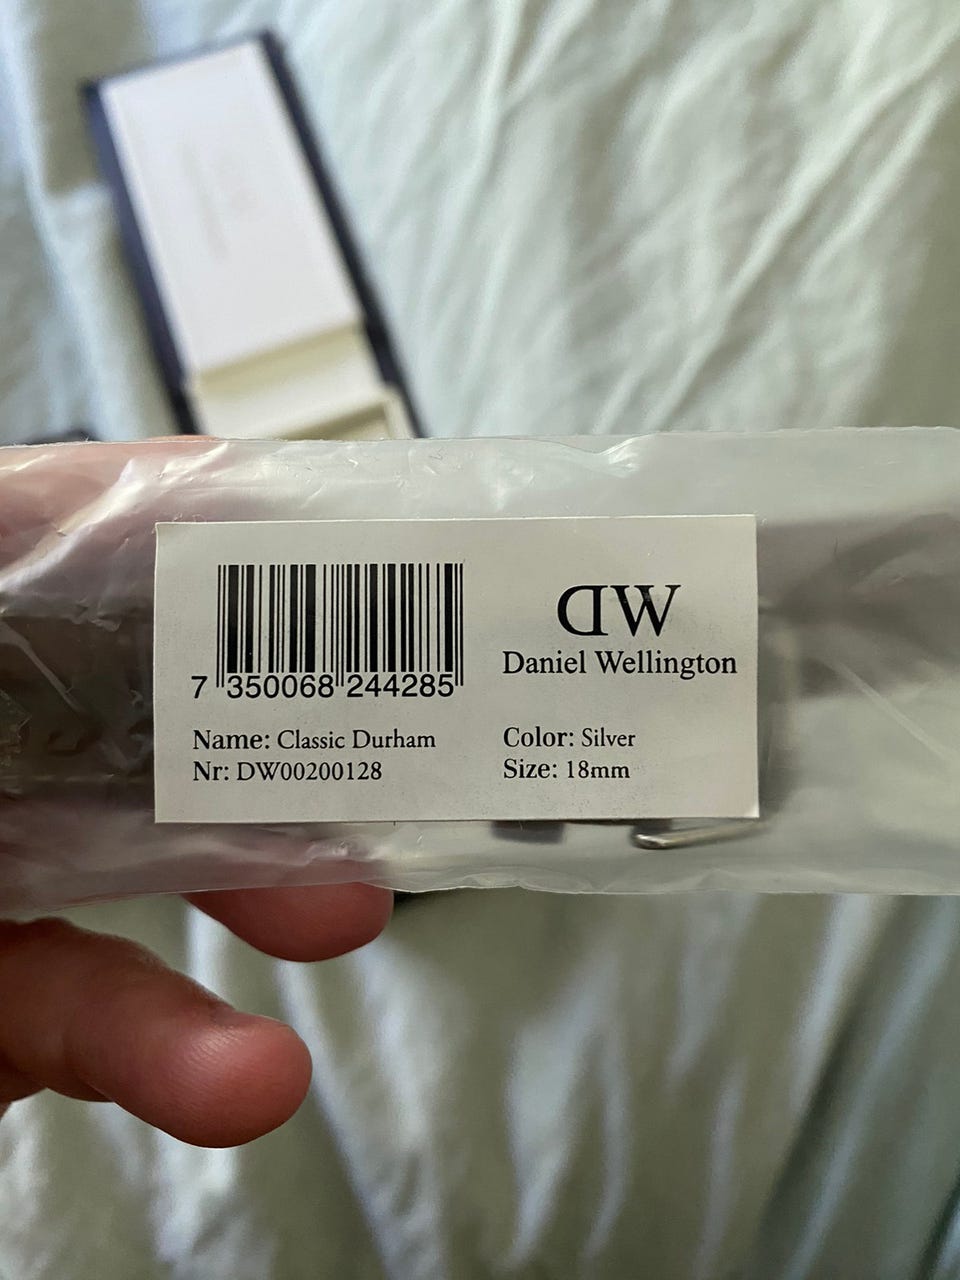 7 350068 244285
Name: Classic Durham
Nr: DW00200128
DW
Daniel Wellington
Color: Silver
Size: 18mm